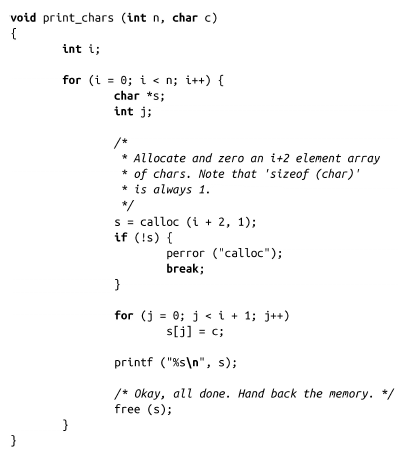 void print_chars (int n, char c)
{
        int i;

        for (i = 0; i < n; i++) {
                char *s;
                int j;

                /*
                 * Allocate and zero an i+2 element array
                 * of chars. Note that 'sizeof (char)'
                 * is always 1.
                 */
                s = calloc (i + 2, 1);
                if (!s) {
                        perror ("calloc");
                        break;
                }

                for (j = 0; j < i + 1; j++)
                        s[j] = c;

                printf ("%s\n", s);

                /* Okay, all done. Hand back the memory. */
                free (s);
        }
}